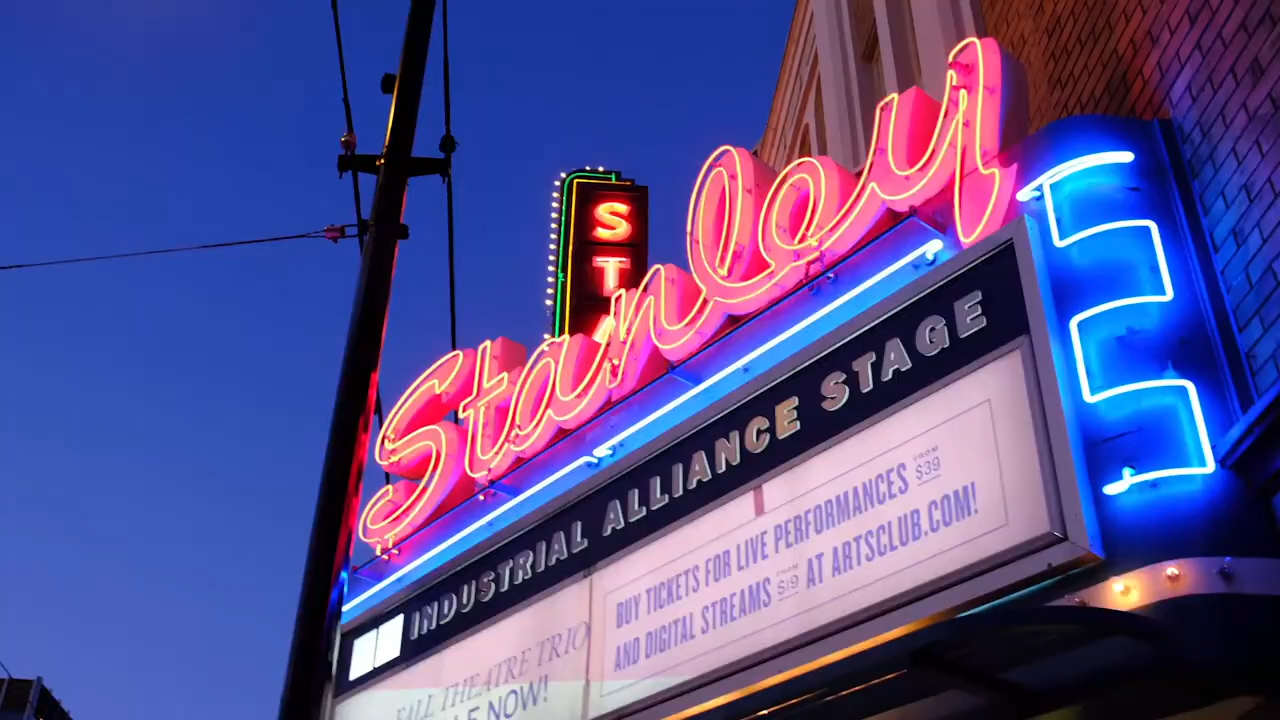 STA
Stanley
INDUSTRIAL ALLIANCE STAGE
BUY TICKETS FOR LIVE PERFORMANCES FROM $39
AND DIGITAL STREAMS FROM $19 AT ARTSCLUB.COM!
FALL THEATRE TRIO
NOW!